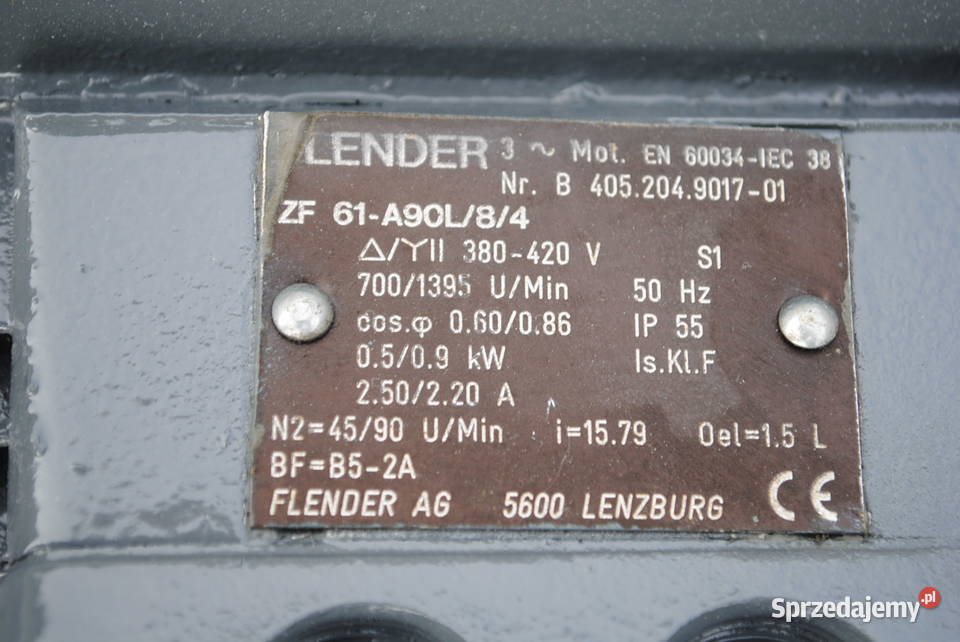 LENDER 3 ~ Mot. EN 60034-IEC 38
Nr. B 405.204.9017-01
ZF 61-A90L/8/4
△/YII 380-420 V S1
700/1395 U/Min 50 Hz
cos.φ 0.60/0.86 IP 55
0.5/0.9 kW Is.Kl.F
2.50/2.20 A
N2=45/90 U/Min i=15.79 Oel=1.5 L
BF=B5-2A
FLENDER AG 5600 LENZBURG CE
Sprzedajemy.pl